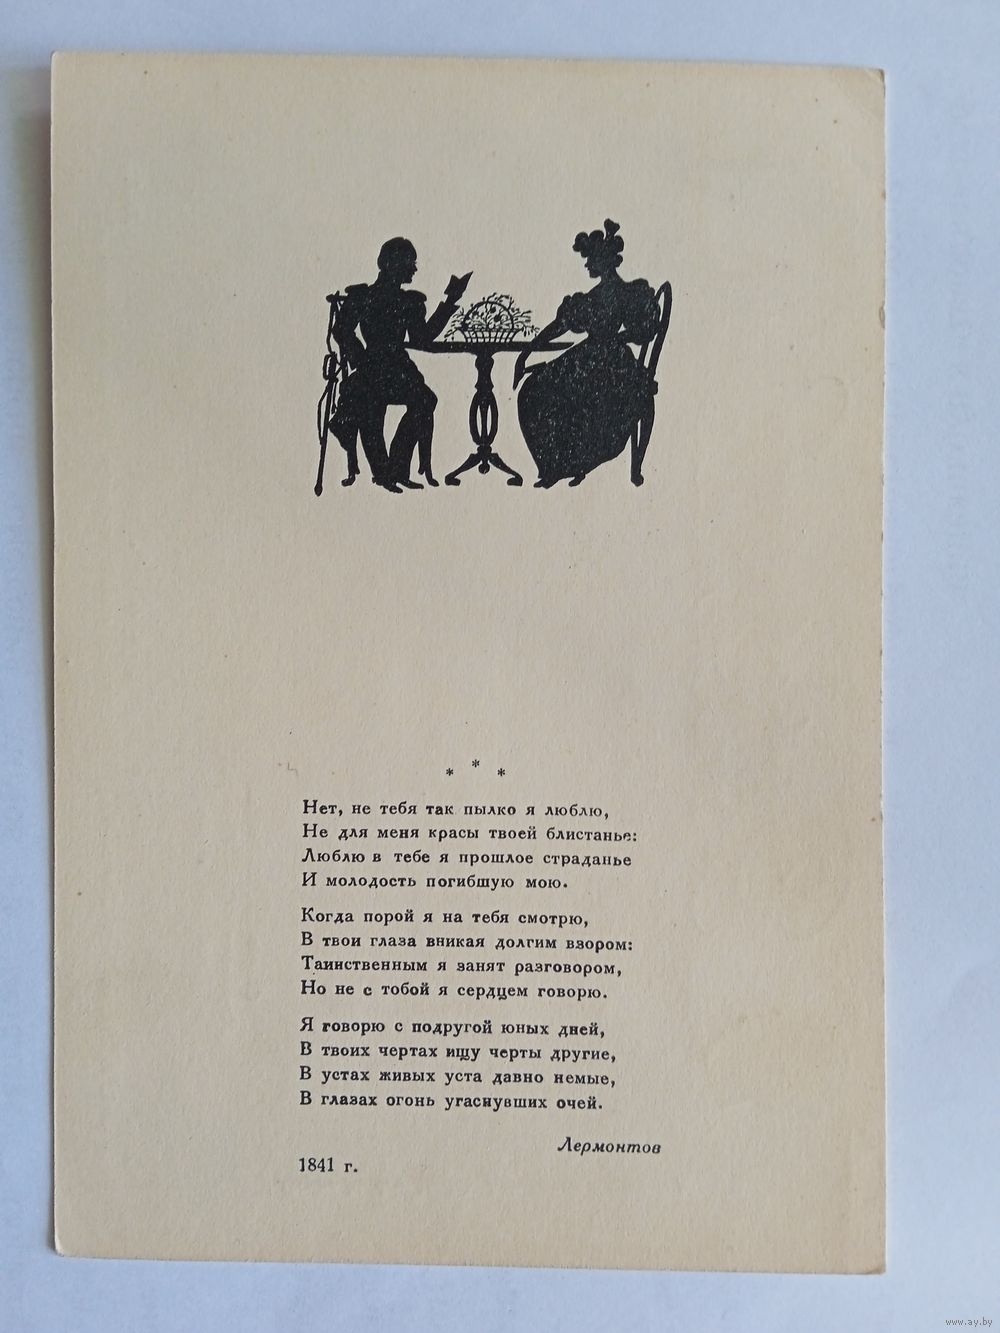 * * *
Нет, не тебя так пылко я люблю,
Не для меня красы твоей блистанье:
Люблю в тебе я прошлое страданье
И молодость погибшую мою.
Когда порой я на тебя смотрю,
В твои глаза вникая долгим взором:
Таинственным я занят разговором,
Но не с тобой я сердцем говорю.
Я говорю с подругой юных дней,
В твоих чертах ищу черты другие,
В устах живых уста давно немые,
В глазах огонь угаснувших очей.
Лермонтов
1841 г.
www.ay.by